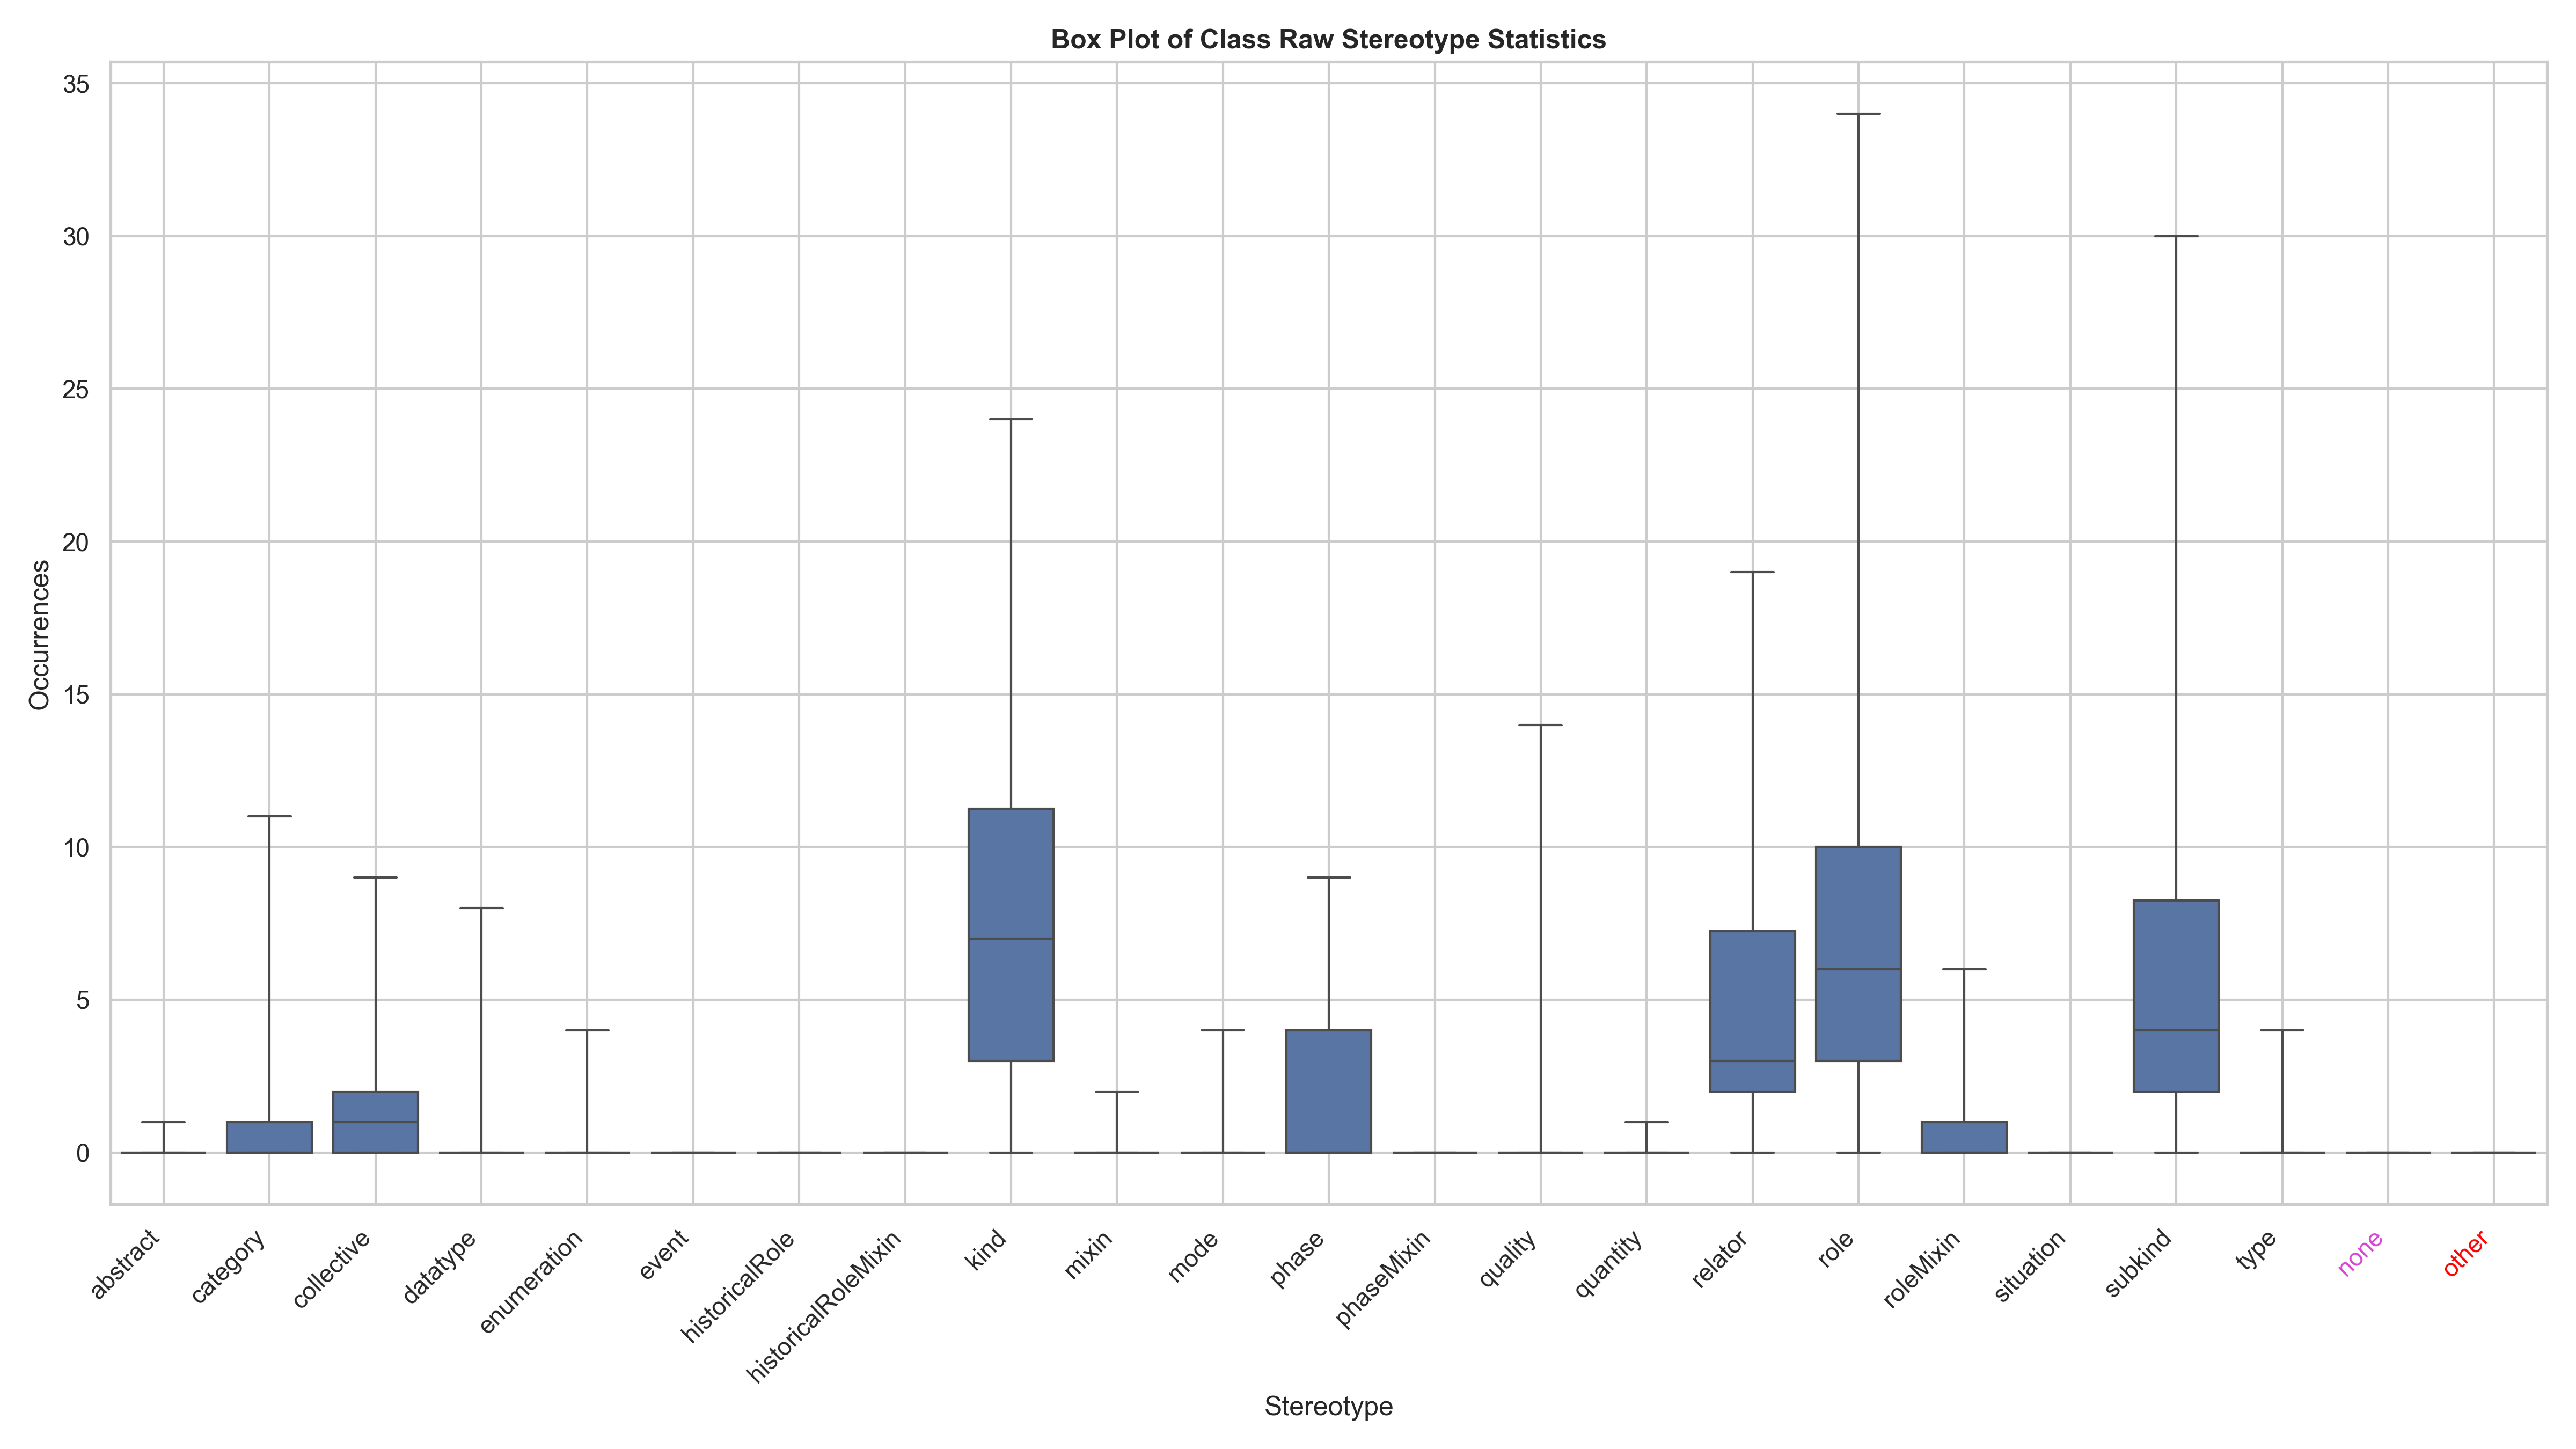 Box Plot of Class Raw Stereotype Statistics
35
30
25
20
15
10
5
0
Occurrences
abstract
category
collective
datatype
enumeration
event
historicalRole
historicalRoleMixin
kind
mixin
mode
phase
phaseMixin
quality
quantity
relator
role
roleMixin
situation
subkind
type
none
other
Stereotype